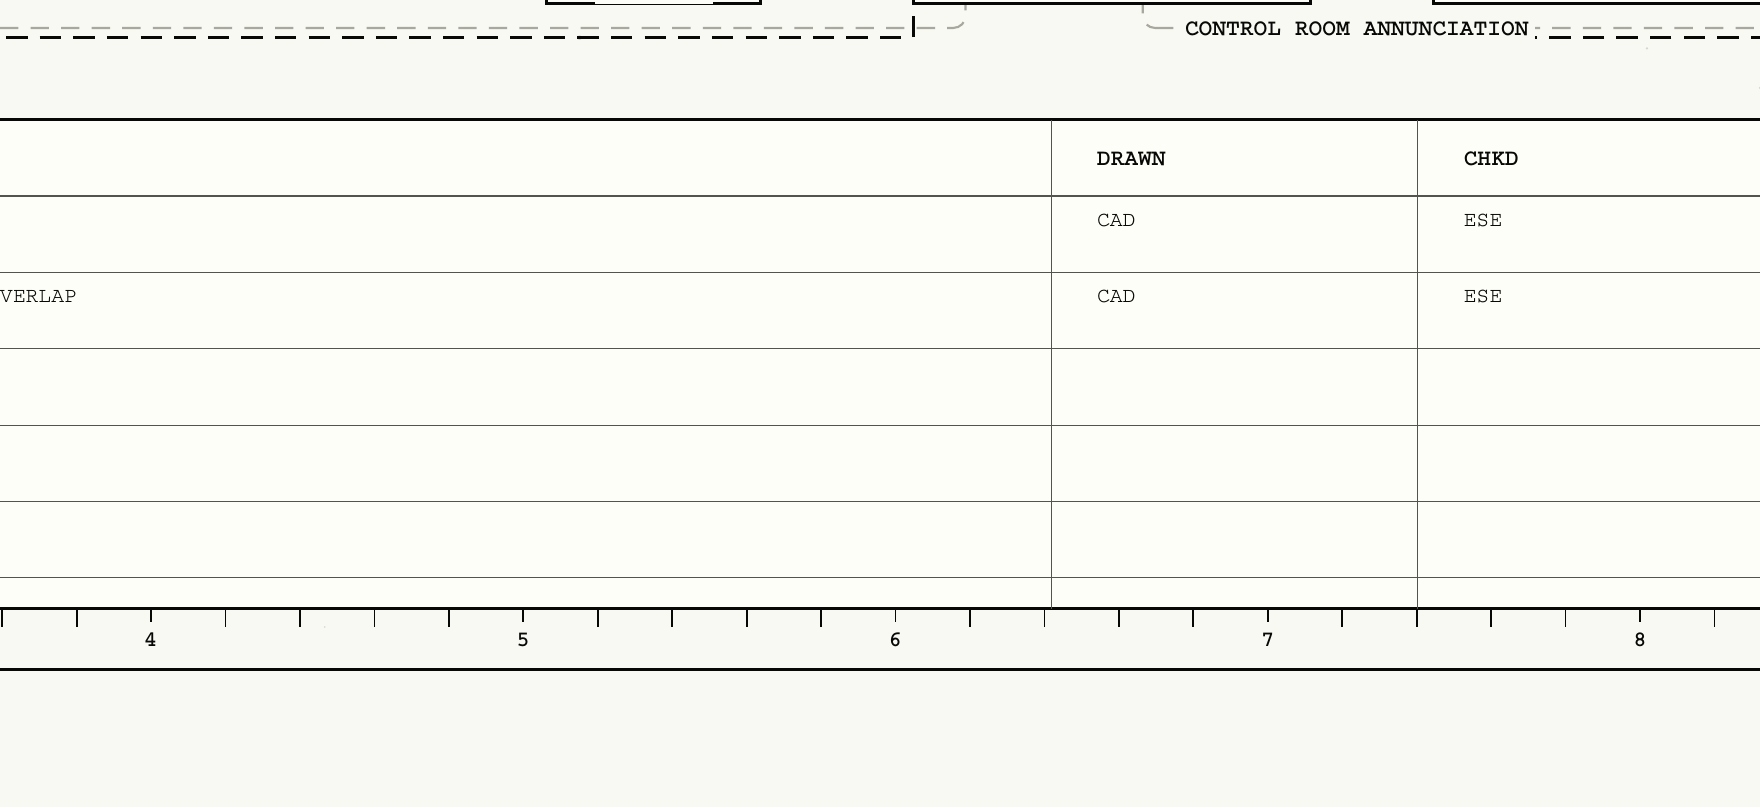 CONTROL ROOM ANNUNCIATION
DRAWN CHKD
CAD ESE
VERLAP CAD ESE
4 5 6 7 8